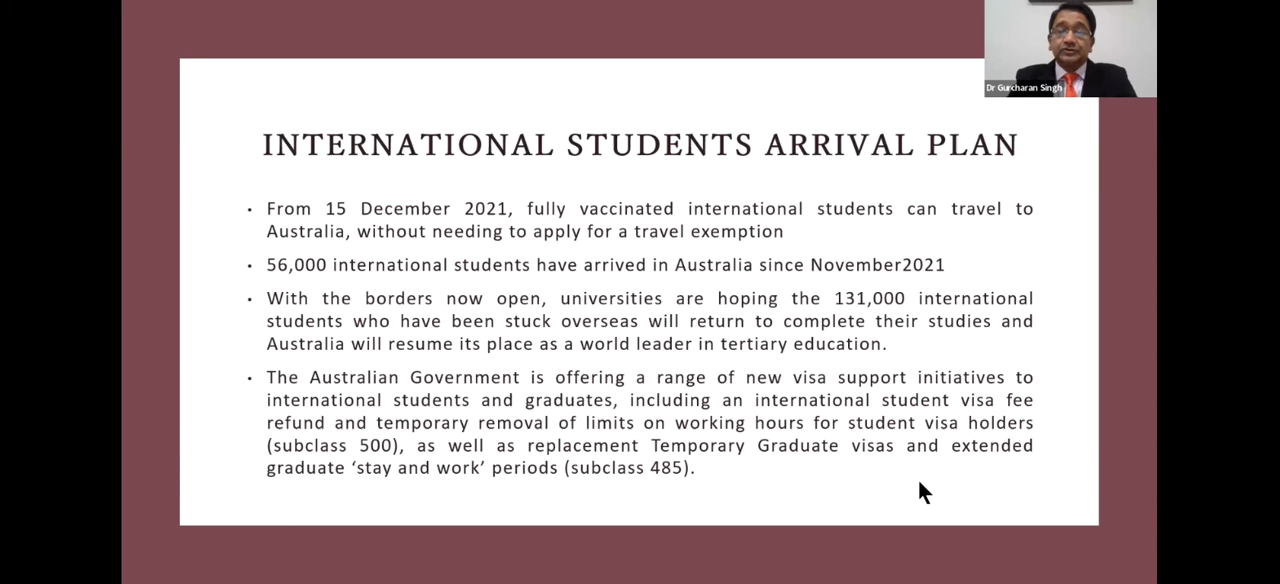 Dr Gurcharan Singh
INTERNATIONAL STUDENTS ARRIVAL PLAN
• From 15 December 2021, fully vaccinated international students can travel to
Australia, without needing to apply for a travel exemption
• 56,000 international students have arrived in Australia since November2021
• With the borders now open, universities are hoping the 131,000 international
students who have been stuck overseas will return to complete their studies and
Australia will resume its place as a world leader in tertiary education.
• The Australian Government is offering a range of new visa support initiatives to
international students and graduates, including an international student visa fee
refund and temporary removal of limits on working hours for student visa holders
(subclass 500), as well as replacement Temporary Graduate visas and extended
graduate ‘stay and work’ periods (subclass 485).